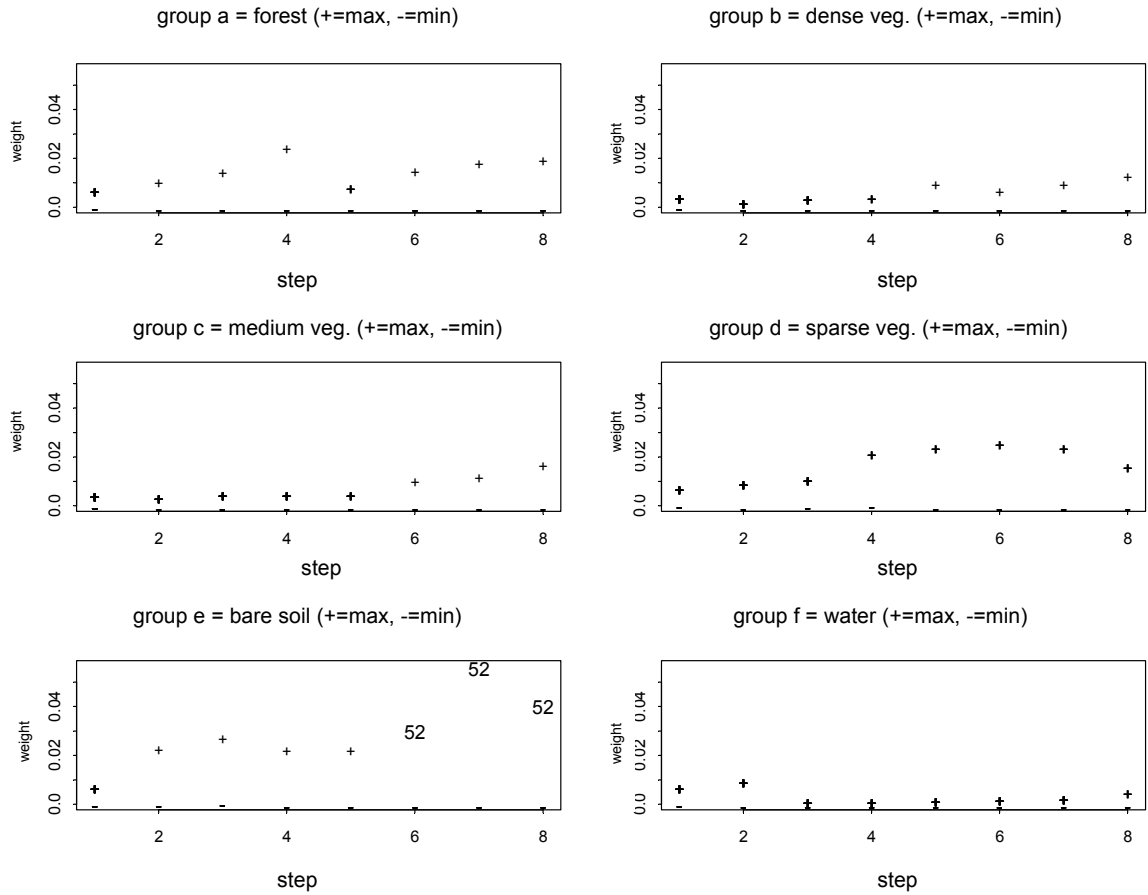 group a = forest (+=max, -=min)
weight
0.0 0.02 0.04
2 4 6 8
step
group b = dense veg. (+=max, -=min)
weight
0.0 0.02 0.04
2 4 6 8
step
group c = medium veg. (+=max, -=min)
weight
0.0 0.02 0.04
2 4 6 8
step
group d = sparse veg. (+=max, -=min)
weight
0.0 0.02 0.04
2 4 6 8
step
group e = bare soil (+=max, -=min)
weight
0.0 0.02 0.04
52
52
52
2 4 6 8
step
group f = water (+=max, -=min)
weight
0.0 0.02 0.04
2 4 6 8
step